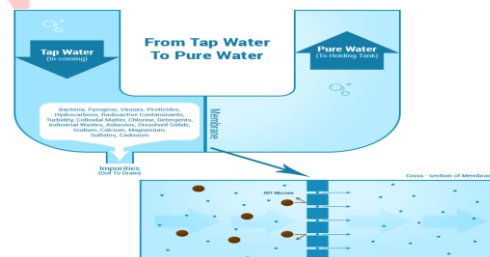 From Tap Water
To Pure Water
Tap Water
(In-coming)
Pure Water
(To Holding Tank)
Bacteria, Pyrogens, Viruses, Pesticides,
Hydrocarbons, Radioactive Contaminants,
Turbidity, Colloidal Matter, Chlorine, Detergents,
Industrial Wastes, Asbestos, Dissolved Solids,
Sodium, Calcium, Magnesium,
Sulfates, Cadmium
Membrane
Impurities
(Out To Drain)
Cross - section of Membran
.001 Microns